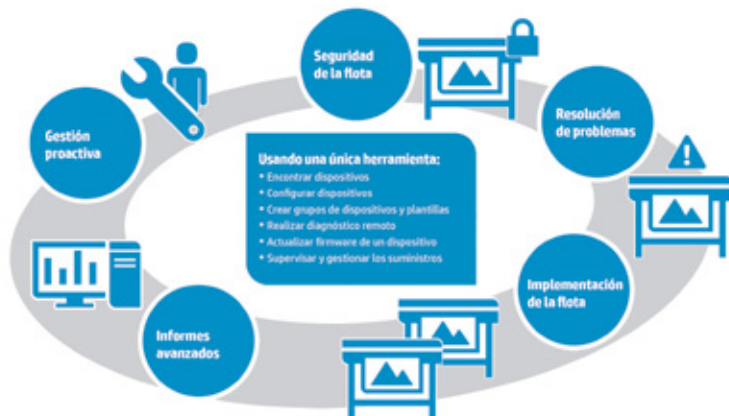 Seguridad
de la flota
Resolución
de problemas
Gestión
proactiva
Usando una única herramienta:
• Encontrar dispositivos
• Configurar dispositivos
• Crear grupos de dispositivos y plantillas
• Realizar diagnóstico remoto
• Actualizar firmware de un dispositivo
• Supervisar y gestionar los suministros
Implementación
de la flota
Informes
avanzados